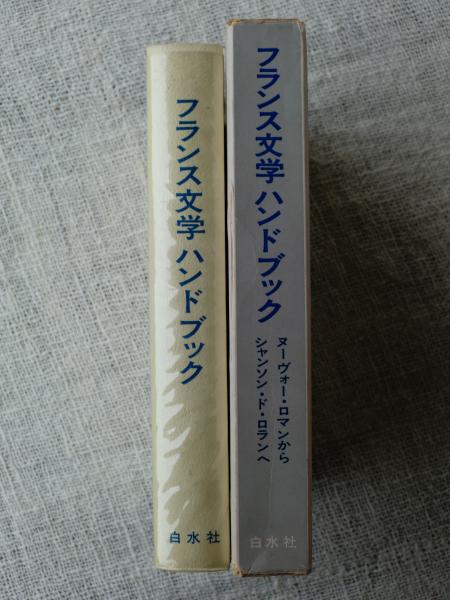 フランス文学 ハンドブック
白水社
フランス文学 ハンドブック
ヌーヴォー・ロマンから
シャンソン・ド・ロランへ
白水社